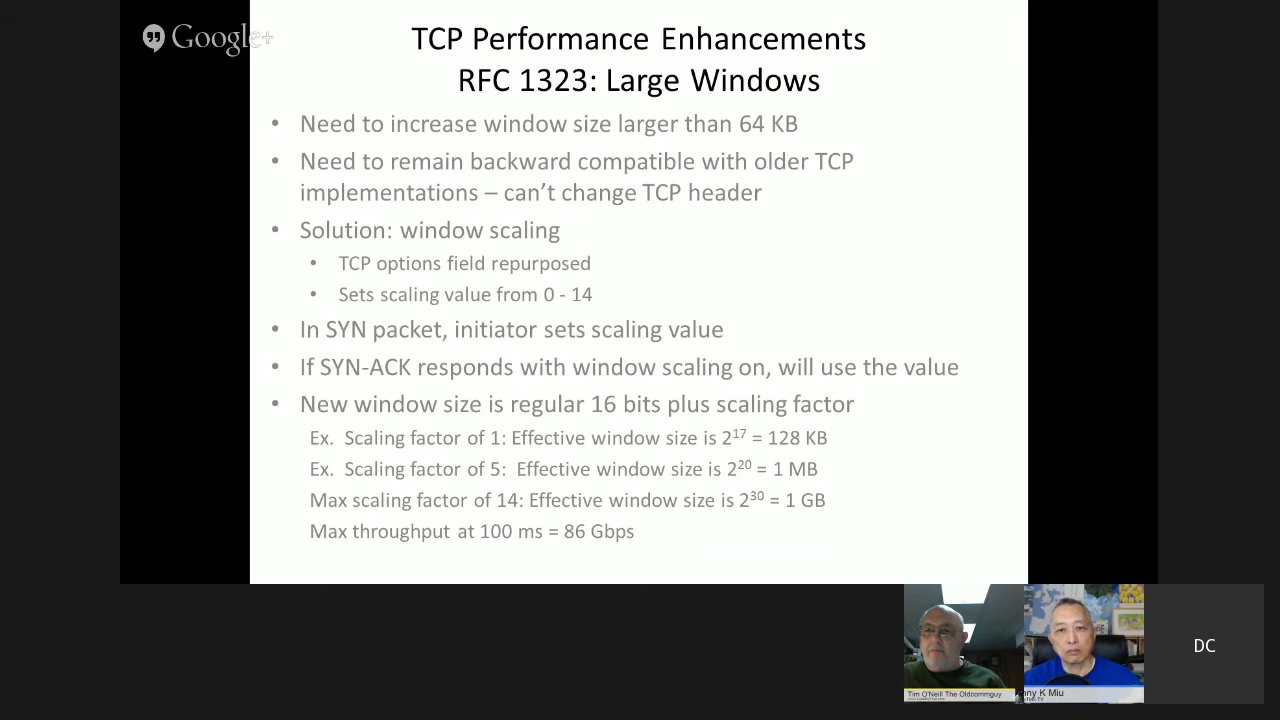 Google+
TCP Performance Enhancements
RFC 1323: Large Windows
• Need to increase window size larger than 64 KB
• Need to remain backward compatible with older TCP
implementations – can't change TCP header
• Solution: window scaling
• TCP options field repurposed
• Sets scaling value from 0 - 14
• In SYN packet, initiator sets scaling value
• If SYN-ACK responds with window scaling on, will use the value
• New window size is regular 16 bits plus scaling factor
Ex. Scaling factor of 1: Effective window size is 2¹⁷ = 128 KB
Ex. Scaling factor of 5: Effective window size is 2²⁰ = 1 MB
Max scaling factor of 14: Effective window size is 2³⁰ = 1 GB
Max throughput at 100 ms = 86 Gbps
Tim O'Neill The Oldcommguy
nny K Miu
DC